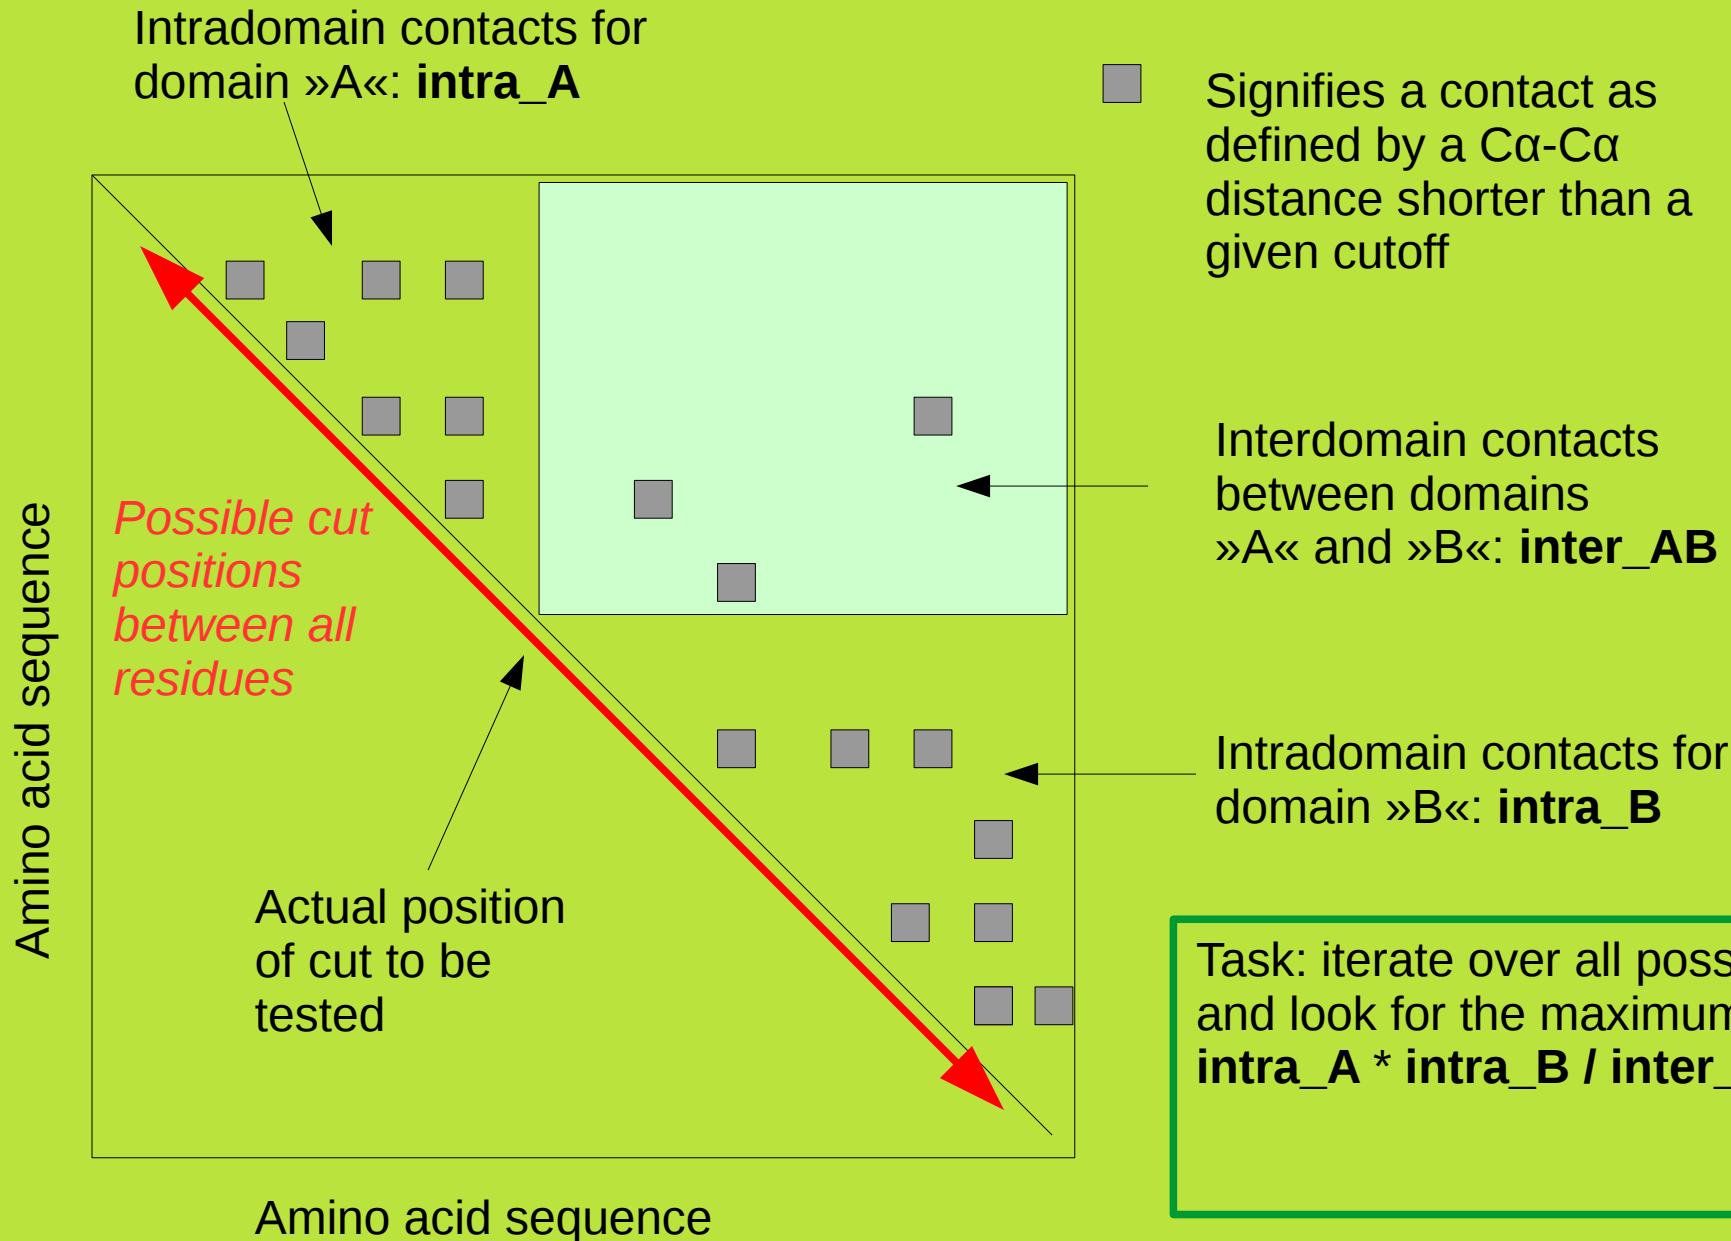 Intradomain contacts for
domain »A«: intra_A
Signifies a contact as
defined by a Cα-Cα
distance shorter than a
given cutoff
Interdomain contacts
between domains
»A« and »B«: inter_AB
Possible cut
positions
between all
residues
Amino acid sequence
Intradomain contacts for
domain »B«: intra_B
Actual position
of cut to be
tested
Task: iterate over all
and look for the
intra_A * intra_B /
Amino acid sequence